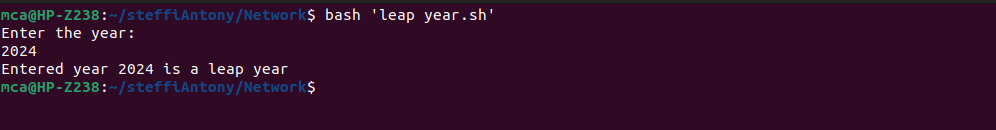 mca@HP-Z238:~/steffiAntony/Network$ bash 'leap year.sh'
Enter the year:
2024
Entered year 2024 is a leap year
mca@HP-Z238:~/steffiAntony/Network$